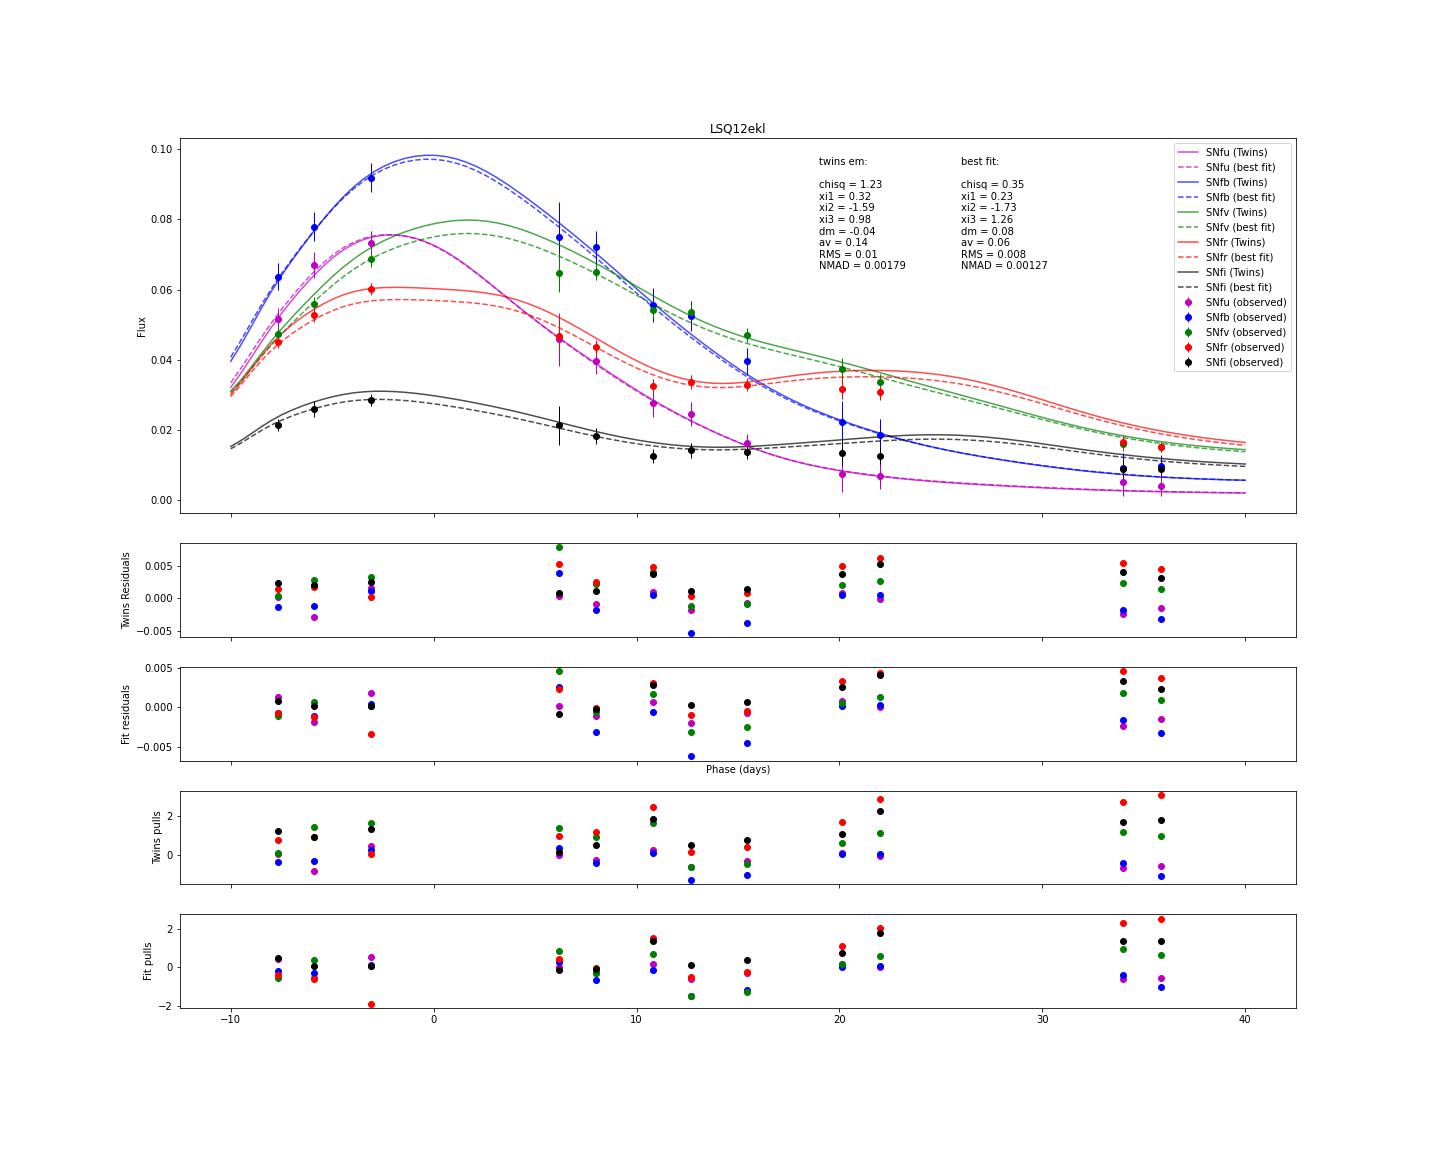 LSQ12ekl
Flux
0.10
0.08
0.06
0.04
0.02
0.00
twins em:
chisq = 1.23
xi1 = 0.32
xi2 = -1.59
xi3 = 0.98
dm = -0.04
av = 0.14
RMS = 0.01
NMAD = 0.00179
best fit:
chisq = 0.35
xi1 = 0.23
xi2 = -1.73
xi3 = 1.26
dm = 0.08
av = 0.06
RMS = 0.008
NMAD = 0.00127
SNfu (Twins)
SNfu (best fit)
SNfb (Twins)
SNfb (best fit)
SNfv (Twins)
SNfv (best fit)
SNfr (Twins)
SNfr (best fit)
SNfi (Twins)
SNfi (best fit)
SNfu (observed)
SNfb (observed)
SNfv (observed)
SNfr (observed)
SNfi (observed)
Twins Residuals
0.005
0.000
−0.005
Fit residuals
0.005
0.000
−0.005
Phase (days)
Twins pulls
2
0
Fit pulls
2
0
−2
−10 0 10 20 30 40